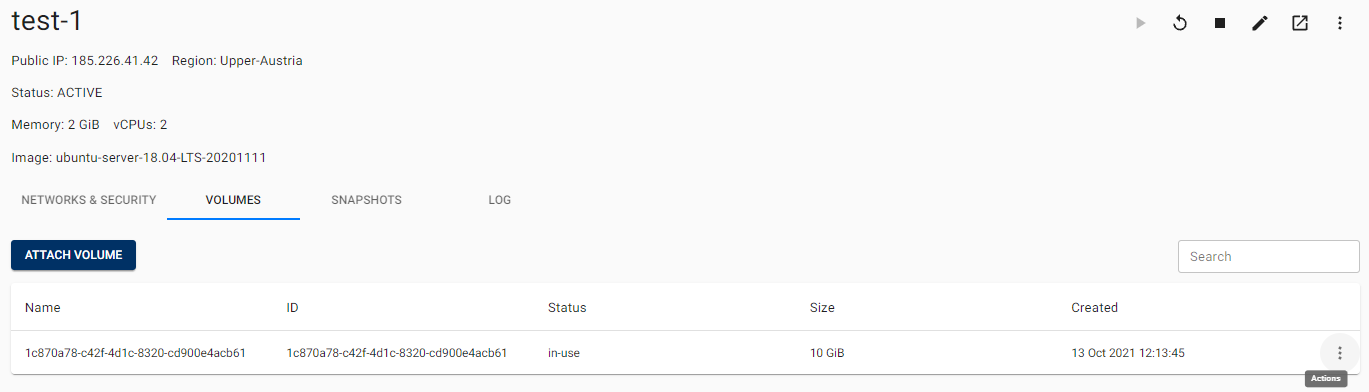 test-1
Public IP: 185.226.41.42 Region: Upper-Austria
Status: ACTIVE
Memory: 2 GiB vCPUs: 2
Image: ubuntu-server-18.04-LTS-20201111
NETWORKS & SECURITY VOLUMES SNAPSHOTS LOG
ATTACH VOLUME Search
Name ID Status Size Created
1c870a78-c42f-4d1c-8320-cd900e4acb61 1c870a78-c42f-4d1c-8320-cd900e4acb61 in-use 10 GiB 13 Oct 2021 12:13:45
Actions